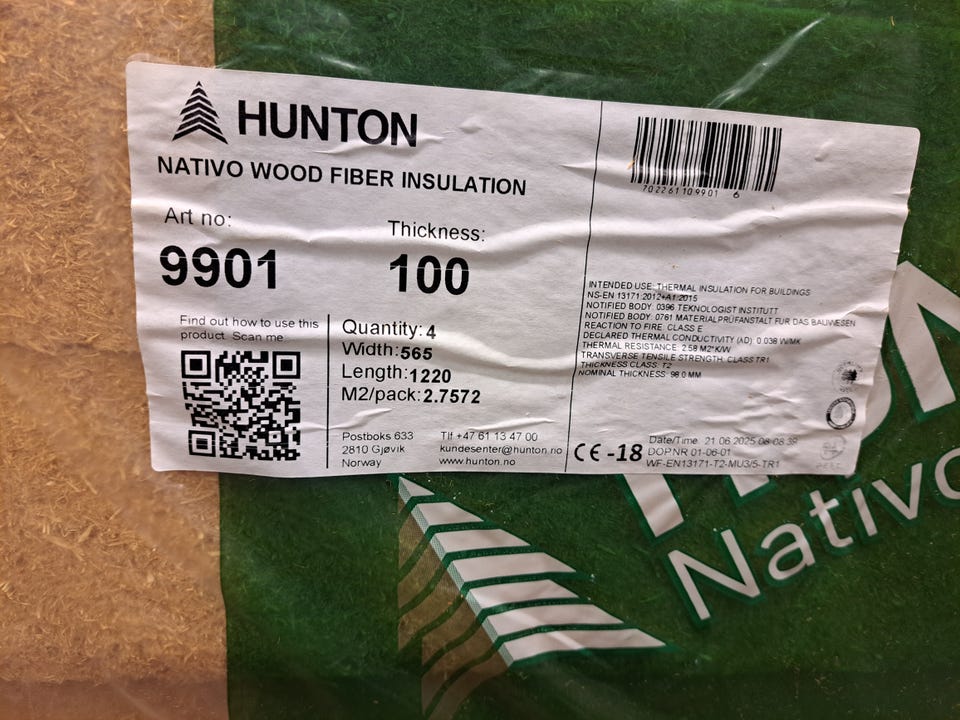 HUNTON
NATIVO WOOD FIBER INSULATION
Art no:
9901
Thickness:
100
Find out how to use this
product. Scan me:
Quantity: 4
Width: 565
Length: 1220
M2/pack: 2.7572
Postboks 633
2810 Gjøvik
Norway
Tlf +47 61 13 47 00
kundesenter@hunton.no
www.hunton.no
7022611099016
INTENDED USE: THERMAL INSULATION FOR BUILDINGS
NS-EN 13171:2012+A1:2015
NOTIFIED BODY: 0396 TEKNOLOGIST INSTITUTT
NOTIFIED BODY: 0761 MATERIALPRÜFANSTALT FUR DAS BAUWESEN
REACTION TO FIRE: CLASS E
DECLARED THERMAL CONDUCTIVITY (ΛD): 0.038 W/MK
THERMAL RESISTANCE: 2.58 M2*K/W
TRANSVERSE TENSILE STRENGTH: CLASS TR1
THICKNESS CLASS: T2
NOMINAL THICKNESS: 98.0 MM
CE -18
Date/Time: 21.06.2025 08:08:39
DOPNR 01-06-01
WF-EN13171-T2-MU3/5-TR1
PEFC
Nativo